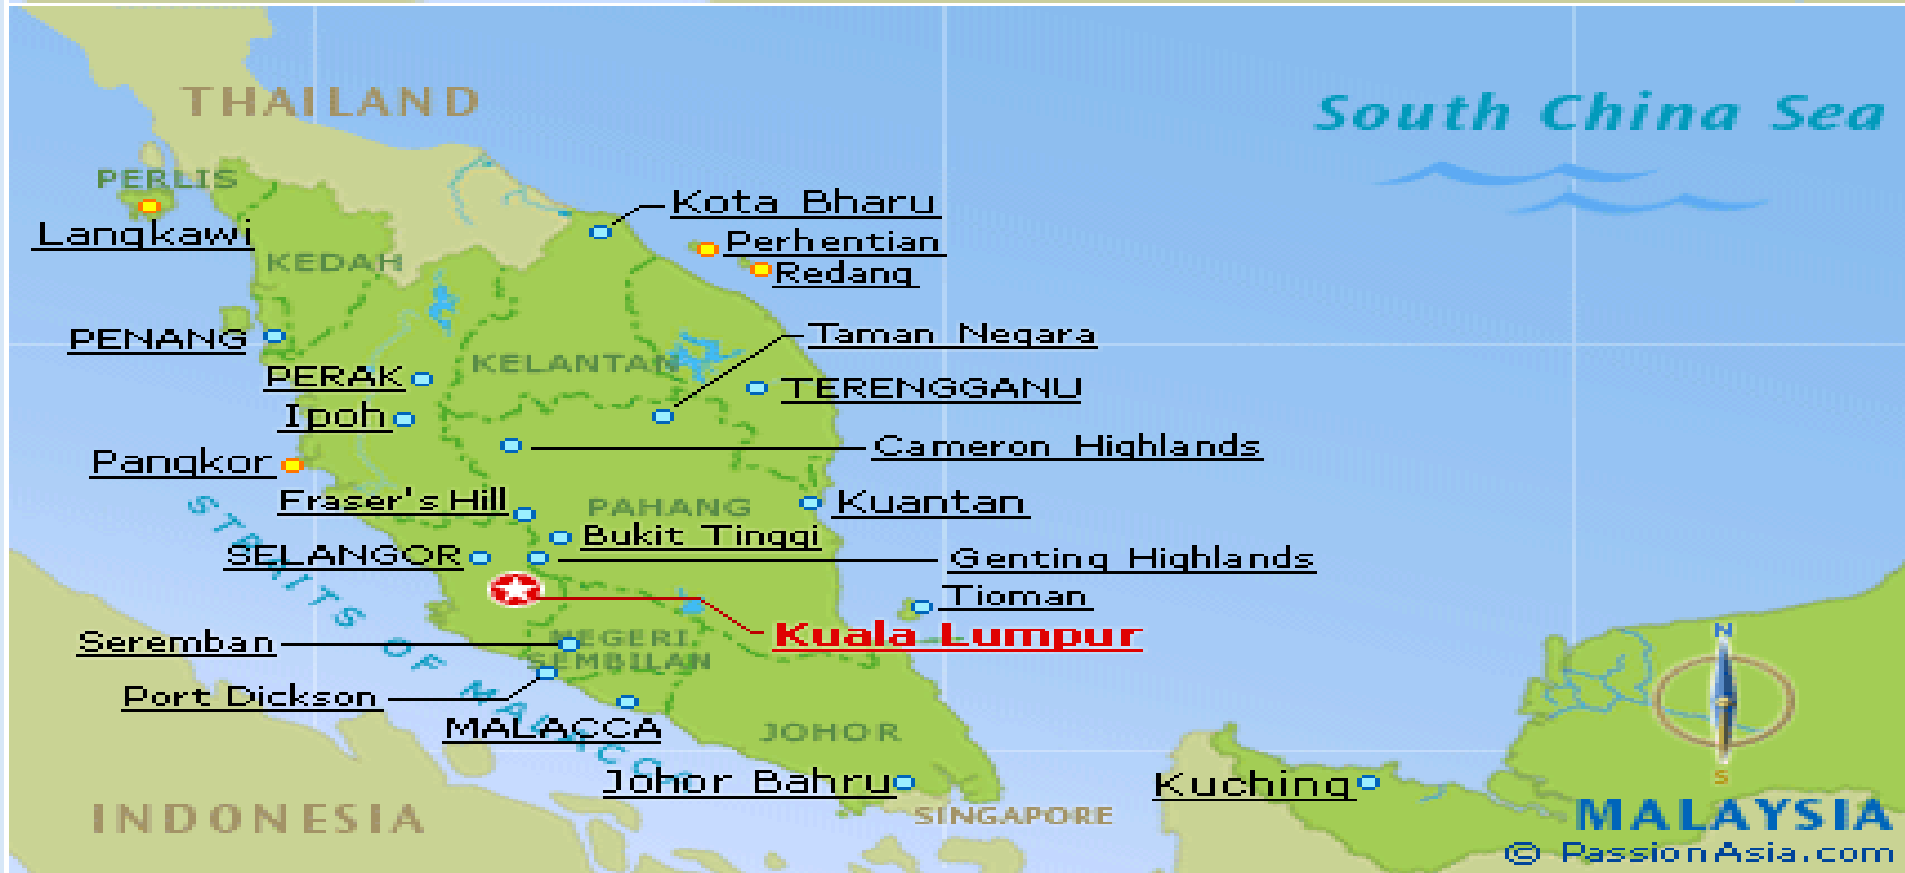 THAILAND
South China Sea
PERLIS
Kota Bharu
Langkawi
Perhentian
KEDAH
Redang
PENANG
Taman Negara
KELANTAN
PERAK
TERENGGANU
Ipoh
Cameron Highlands
Pangkor
Fraser's Hill
PAHANG
Kuantan
Bukit Tinggi
SELANGOR
Genting Highlands
STRAITS OF MALACCA
Tioman
Kuala Lumpur
Seremban
NEGERI
SEMBILAN
Port Dickson
MALACCA
JOHOR
Johor Bahru
Kuching
INDONESIA
SINGAPORE
N
S
MALAYSIA
© PassionAsia.com